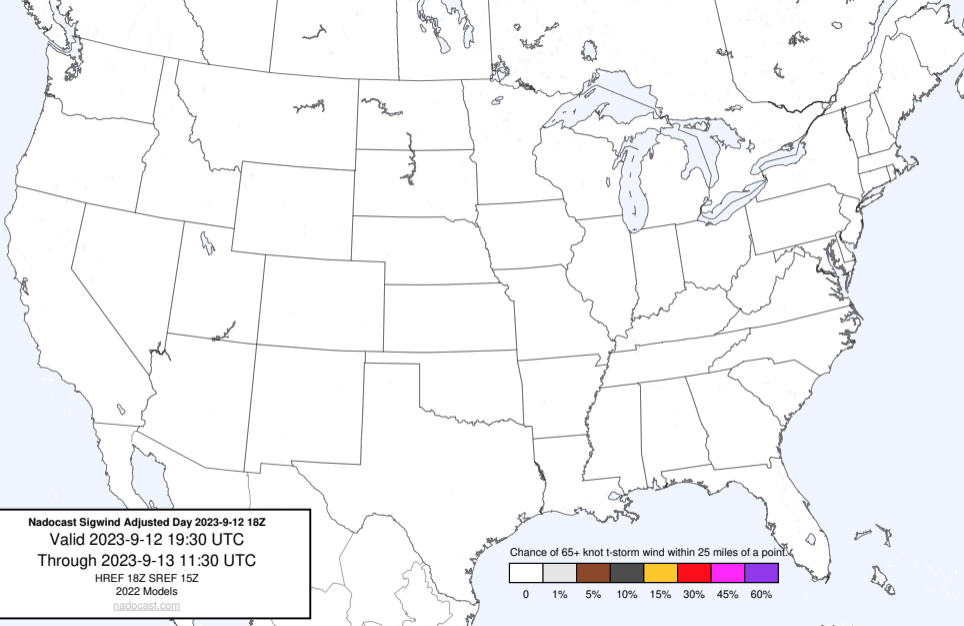 Nadocast Sigwind Adjusted Day 2023-9-12 18Z
Valid 2023-9-12 19:30 UTC
Through 2023-9-13 11:30 UTC
HREF 18Z SREF 15Z
2022 Models
nadocast.com
Chance of 65+ knot t-storm wind within 25 miles of a point.
0 1% 5% 10% 15% 30% 45% 60%